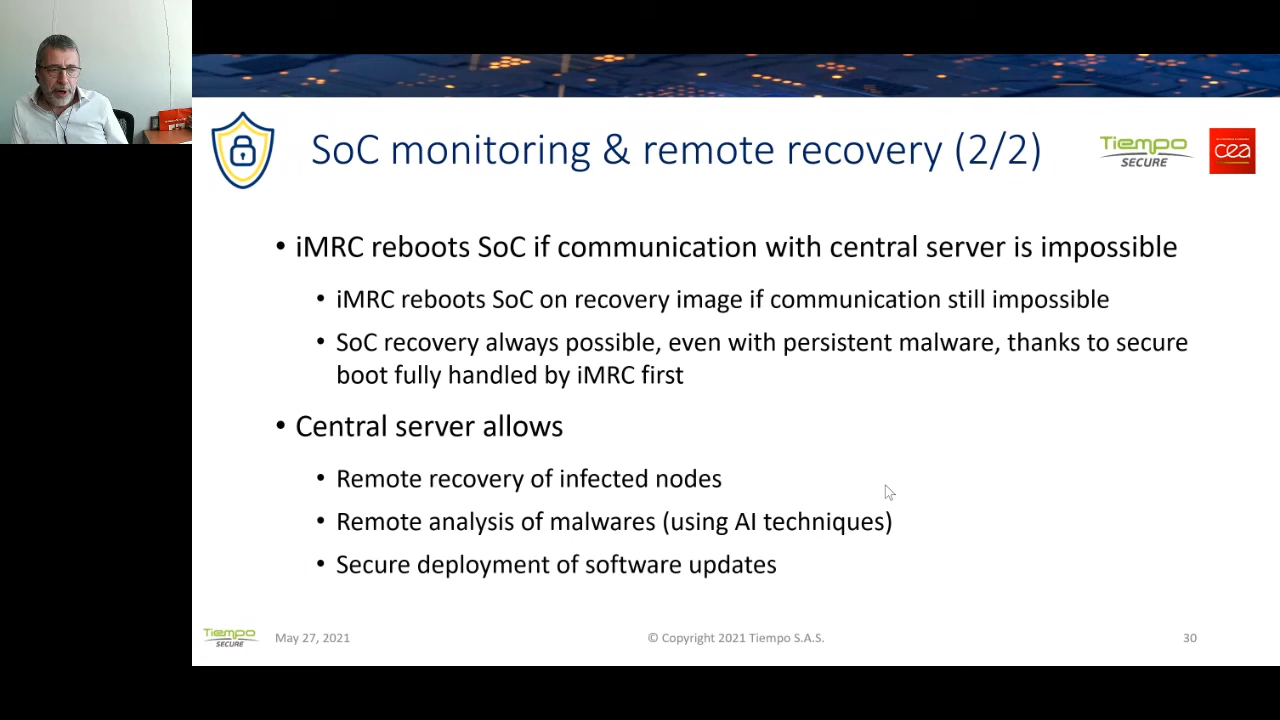 SoC monitoring & remote recovery (2/2)
Tiempo
SECURE
cea
• iMRC reboots SoC if communication with central server is impossible
• iMRC reboots SoC on recovery image if communication still impossible
• SoC recovery always possible, even with persistent malware, thanks to secure
boot fully handled by iMRC first
• Central server allows
• Remote recovery of infected nodes
• Remote analysis of malwares (using AI techniques)
• Secure deployment of software updates
Tiempo
SECURE
May 27, 2021
© Copyright 2021 Tiempo S.A.S.
30